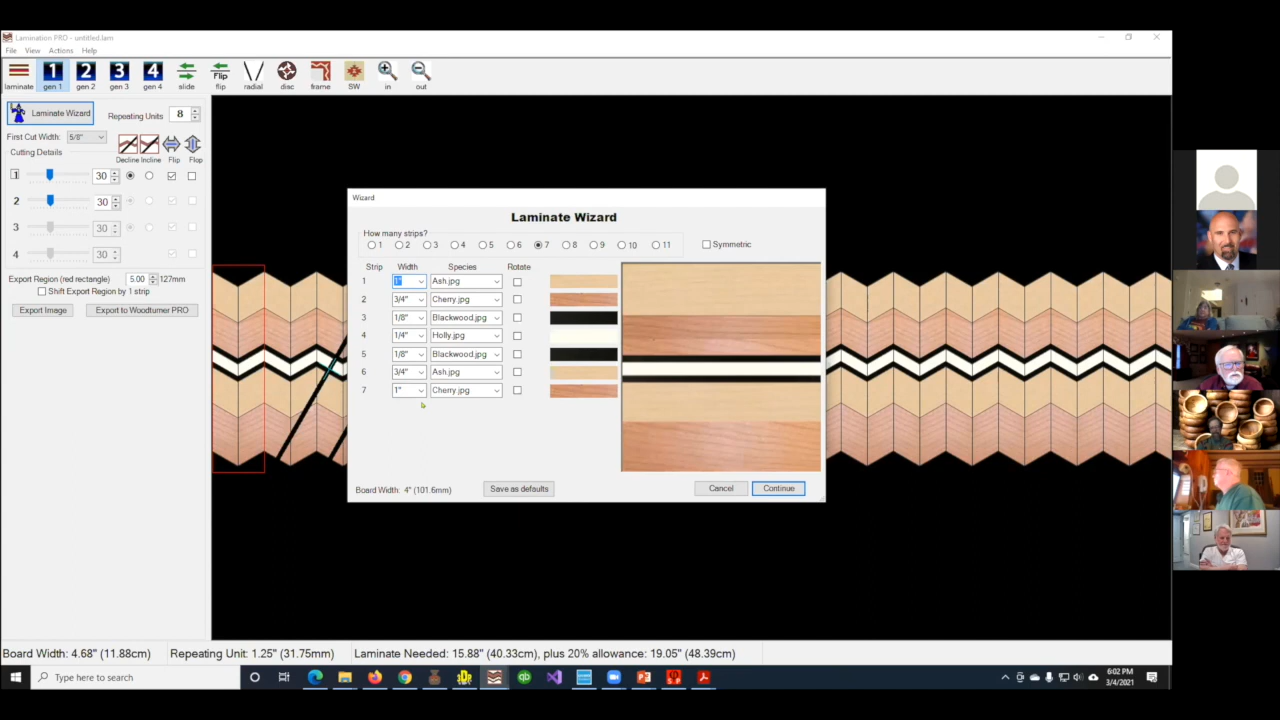 Lamination PRO - untitled.lam
File View Actions Help
laminate 1 gen 1 2 gen 2 3 gen 3 4 gen 4 slide Flip flip radial disc frame SW in out
Laminate Wizard Repeating Units 8
First Cut Width: 5/8"
Cutting Details Decline Incline Flip Flop
1 30
2 30
3 30
4 30
Export Region (red rectangle) 5.00 127mm
Shift Export Region by 1 strip
Export Image Export to Woodturner PRO
Wizard
Laminate Wizard
How many strips?
1 2 3 4 5 6 7 8 9 10 11 Symmetric
Strip Width Species Rotate
1 1" Ash.jpg
2 3/4" Cherry.jpg
3 1/8" Blackwood.jpg
4 1/4" Holly.jpg
5 1/8" Blackwood.jpg
6 3/4" Ash.jpg
7 1" Cherry.jpg
Board Width: 4" (101.6mm) Save as defaults Cancel Continue
Board Width: 4.68" (11.88cm) Repeating Unit: 1.25" (31.75mm) Laminate Needed: 15.88" (40.33cm), plus 20% allowance: 19.05" (48.39cm)
Type here to search
6:02 PM
3/4/2021